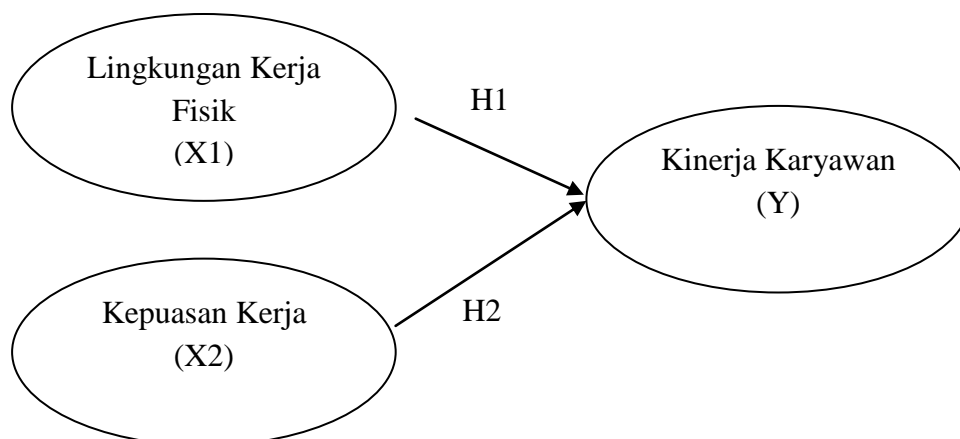 Lingkungan Kerja
Fisik
(X1)
H1
Kinerja Karyawan
(Y)
Kepuasan Kerja
(X2)
H2